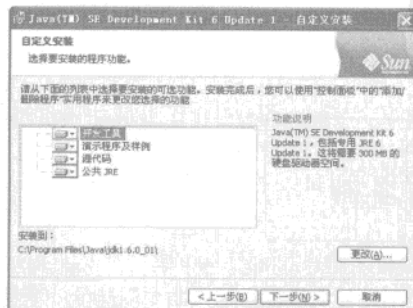 Java(TM) SE Development Kit 6 Update 1 - 自定义安装
自定义安装
选择要安装的程序功能。
Sun
请从下面的列表中选择要安装的可选功能。安装完成后，您可以使用“控制面板”中的“添加/
删除程序”实用程序来更改您选择的功能
开发工具
演示程序及样例
源代码
公共 JRE
功能说明
Java(TM) SE Development Kit 6
Update 1，包括专用 JRE 6
Update 1。这将需要 300 MB 的
硬盘驱动器空间。
安装到：
C:\Program Files\Java\jdk1.6.0_01\
更改(A)...
<上一步(B)
下一步(N)>
取消